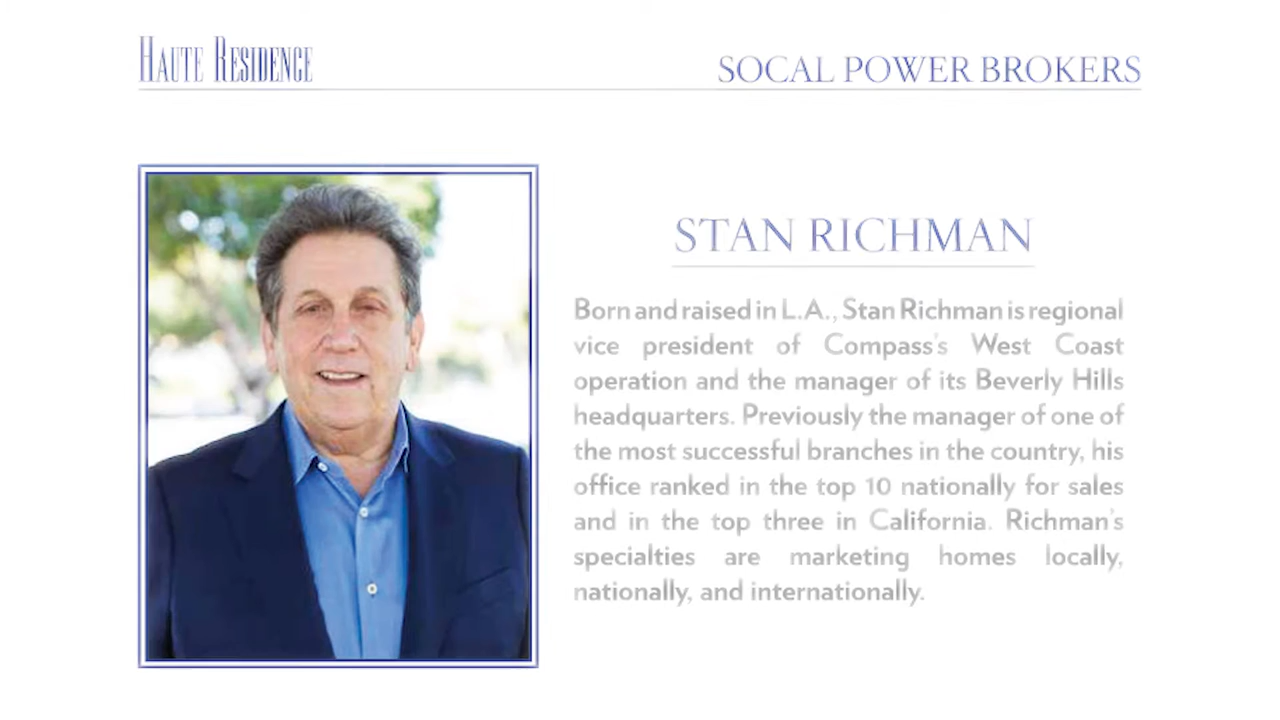 HAUTE RESIDENCE
SOCAL POWER BROKERS
STAN RICHMAN
Born and raised in L.A., Stan Richman is regional
vice president of Compass's West Coast
operation and the manager of its Beverly Hills
headquarters. Previously the manager of one of
the most successful branches in the country, his
office ranked in the top 10 nationally for sales
and in the top three in California. Richman's
specialties are marketing homes locally,
nationally, and internationally.